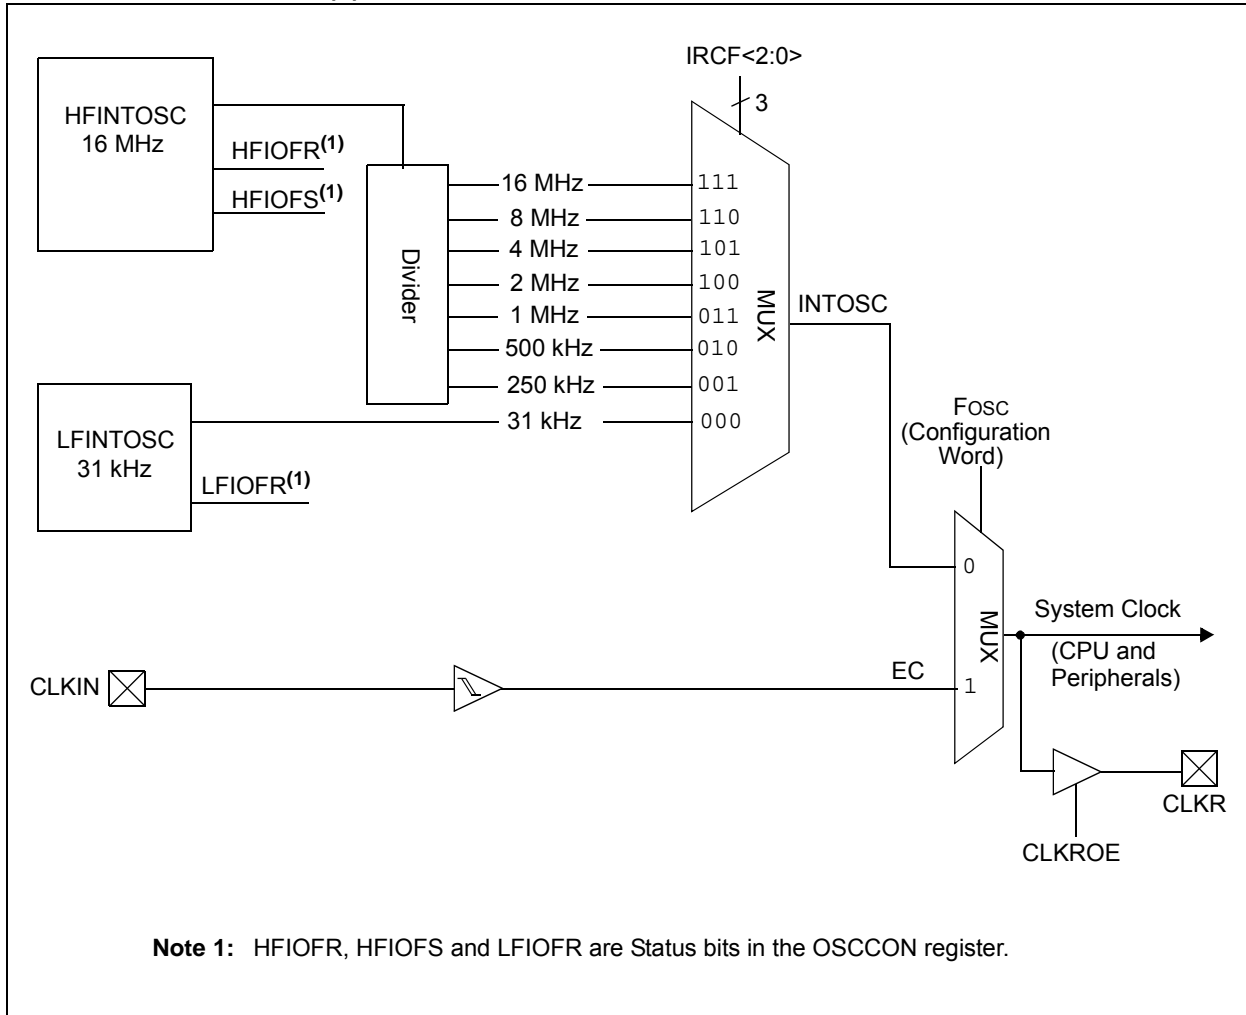 IRCF<2:0>
3
HFINTOSC
16 MHz
HFIOFR(1)
HFIOFS(1)
Divider
16 MHz
111
8 MHz
110
4 MHz
101
2 MHz
100
1 MHz
011
500 kHz
010
250 kHz
001
31 kHz
000
MUX
INTOSC
LFINTOSC
31 kHz
LFIOFR(1)
FOSC
(Configuration
Word)
0
MUX
1
System Clock
(CPU and
Peripherals)
CLKIN
EC
CLKR
CLKROE
Note 1: HFIOFR, HFIOFS and LFIOFR are Status bits in the OSCCON register.